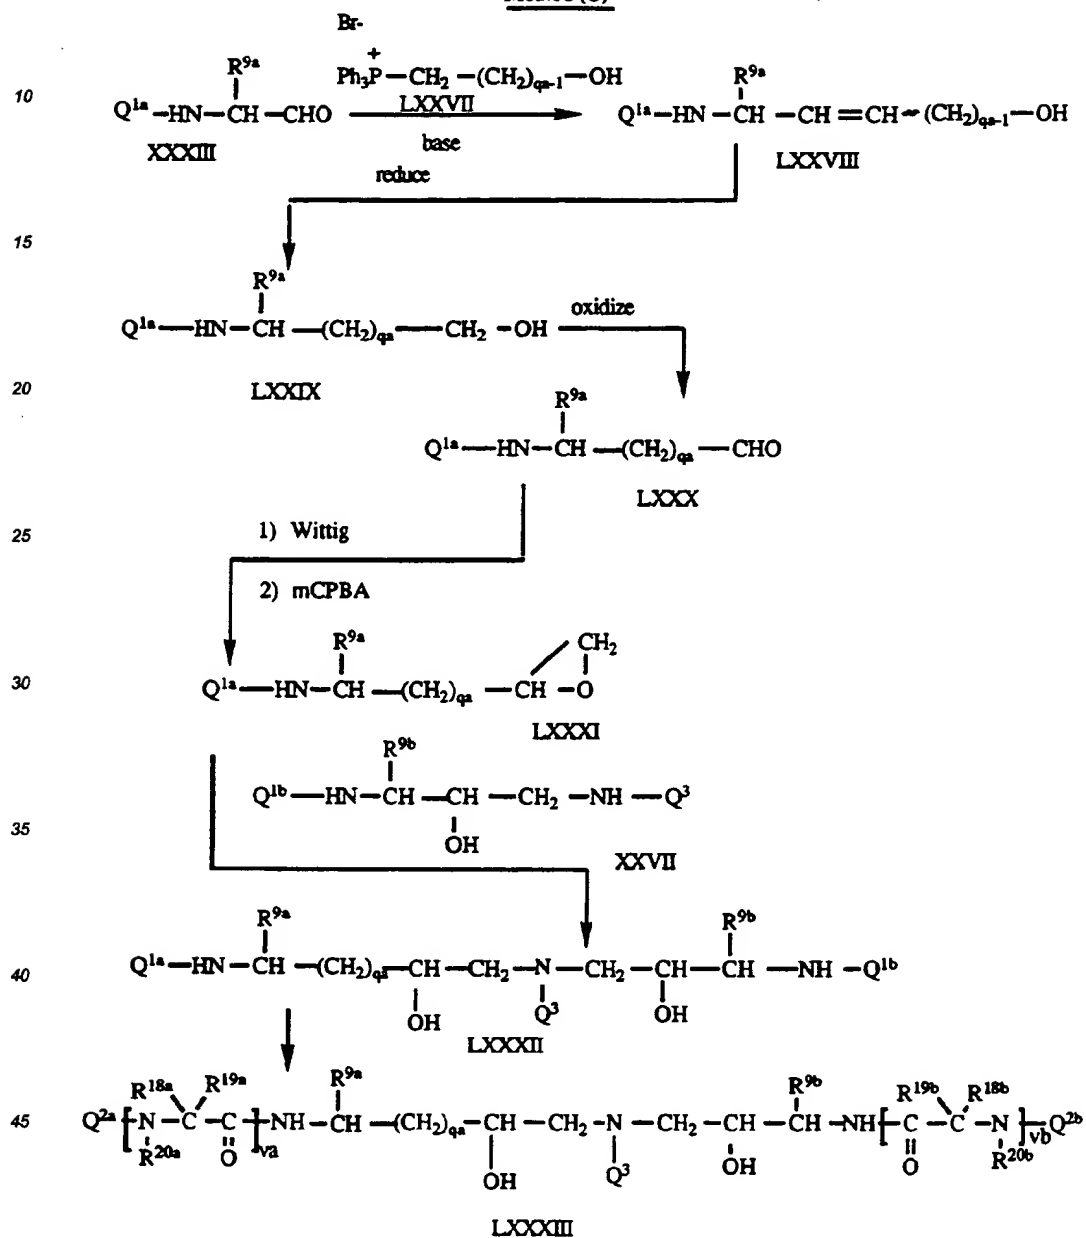 Br-
+
R9a
Ph3P—CH2—(CH2)qa-1—OH
R9a
10
Q1a—HN—CH—CHO
LXXVII
Q1a—HN—CH—CH=CH—(CH2)qa-1—OH
XXXIII
base
LXXVIII
reduce
15
R9a
Q1a—HN—CH—(CH2)qa—CH2—OH
oxidize
LXXIX
20
R9a
Q1a—HN—CH—(CH2)qa—CHO
LXXX
25
1) Wittig
2) mCPBA
R9a
CH2
30
Q1a—HN—CH—(CH2)qa—CH—O
LXXXI
R9b
Q1b—HN—CH—CH—CH2—NH—Q3
35
OH
XXVII
R9a
R9b
40
Q1a—HN—CH—(CH2)qa—CH—CH2—N—CH2—CH—CH—NH—Q1b
OH
Q3
OH
LXXXII
R18a
R19a
R9a
R9b
R19b
R18b
45
Q2a[N—C—C]va—NH—CH—(CH2)qa—CH—CH2—N—CH2—CH—CH—NH[C—C—N]vb—Q2b
R20a
O
OH
Q3
OH
O
R20b
LXXXIII